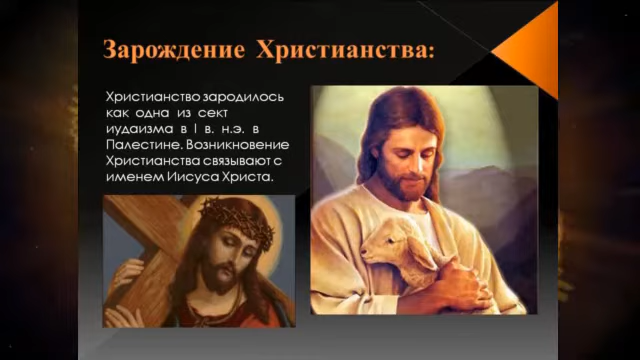 Зарождение Христианства:
Христианство зародилось
как одна из сект
иудаизма в I в. н.э. в
Палестине. Возникновение
Христианства связывают с
именем Иисуса Христа.